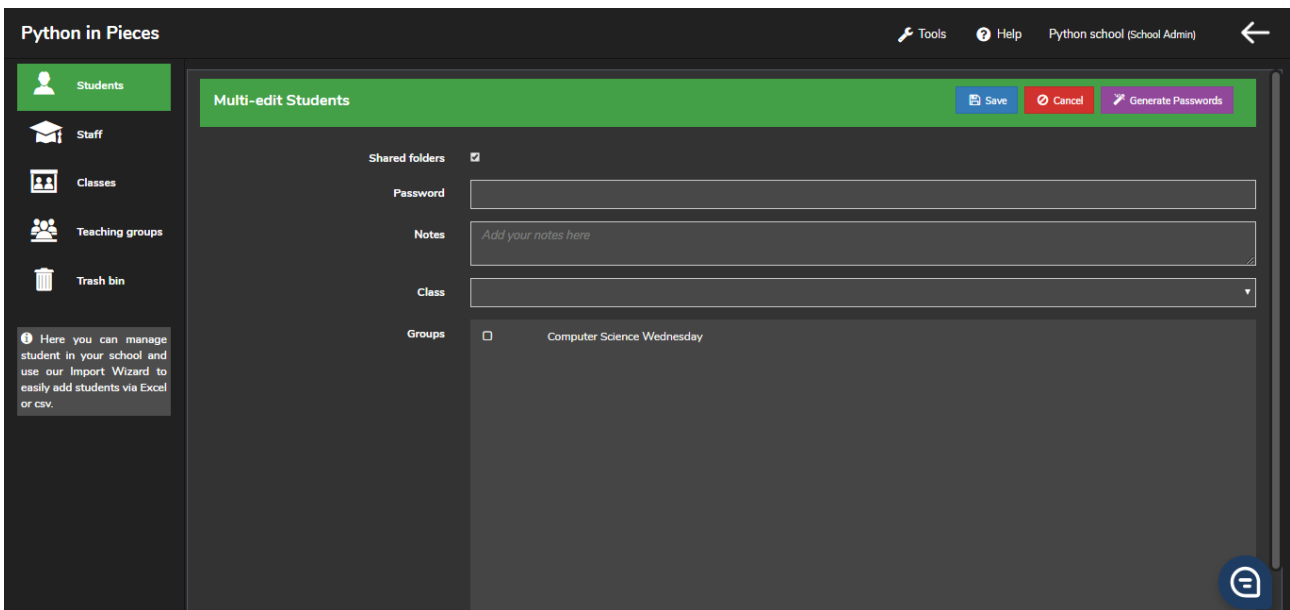 Python in Pieces
Tools
Help
Python school (School Admin)
Students
Staff
Classes
Teaching groups
Trash bin
Here you can manage
student in your school and
use our Import Wizard to
easily add students via Excel
or csv.
Multi-edit Students
Save
Cancel
Generate Passwords
Shared folders
Password
Notes
Add your notes here
Class
Groups
Computer Science Wednesday